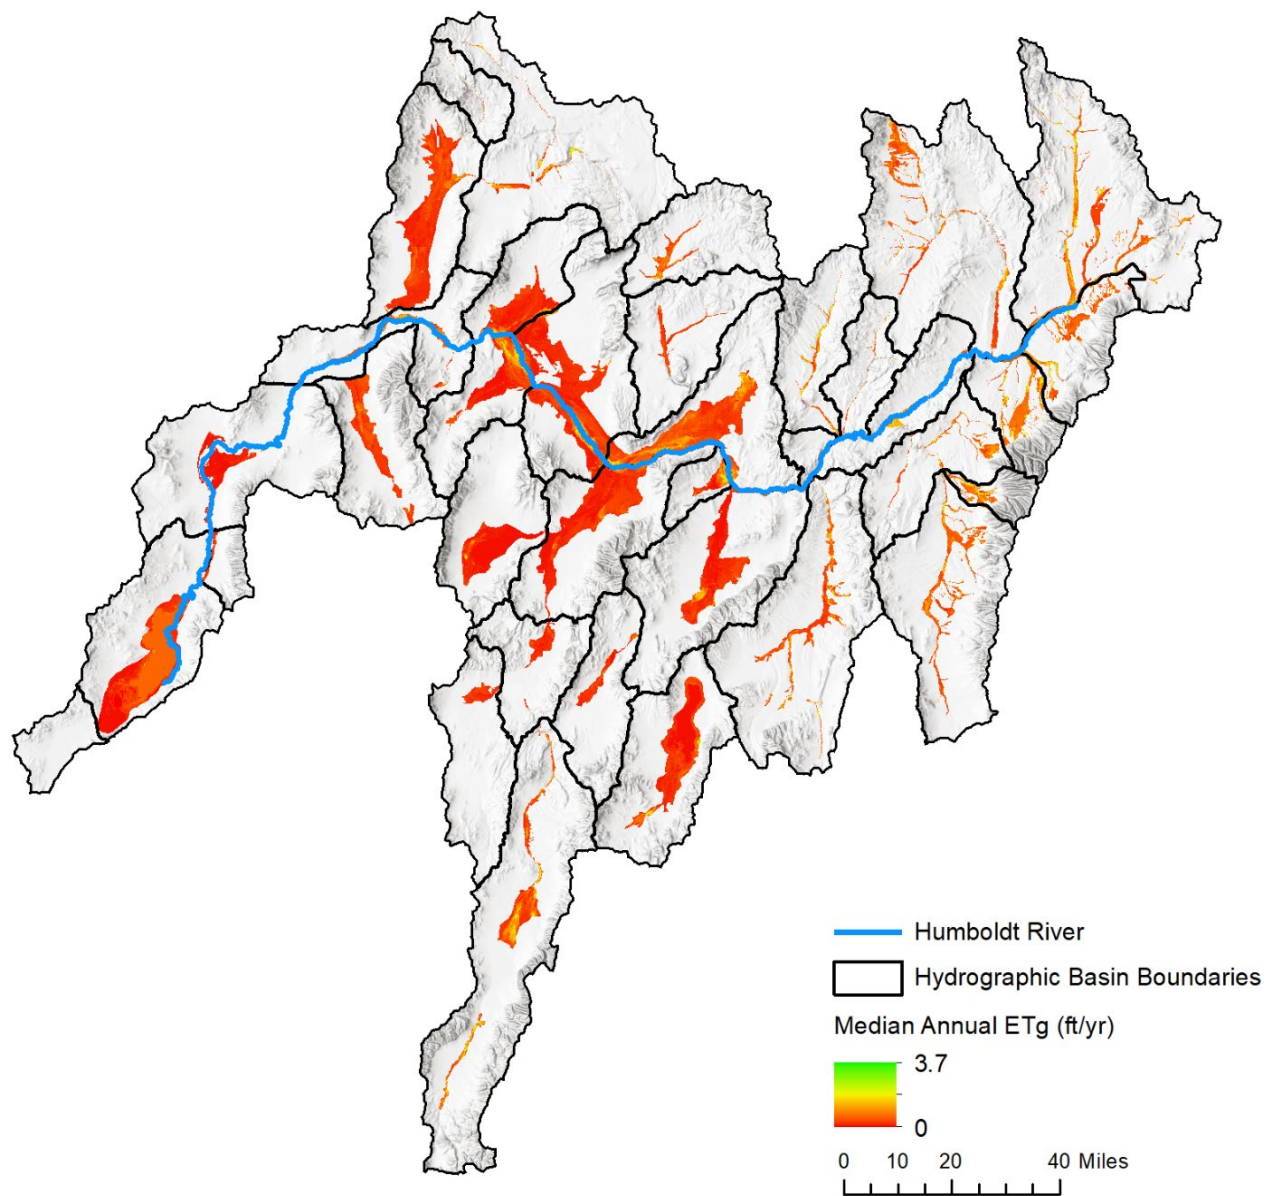 Humboldt River
Hydrographic Basin Boundaries
Median Annual ETg (ft/yr)
3.7
0
0 10 20 40 Miles